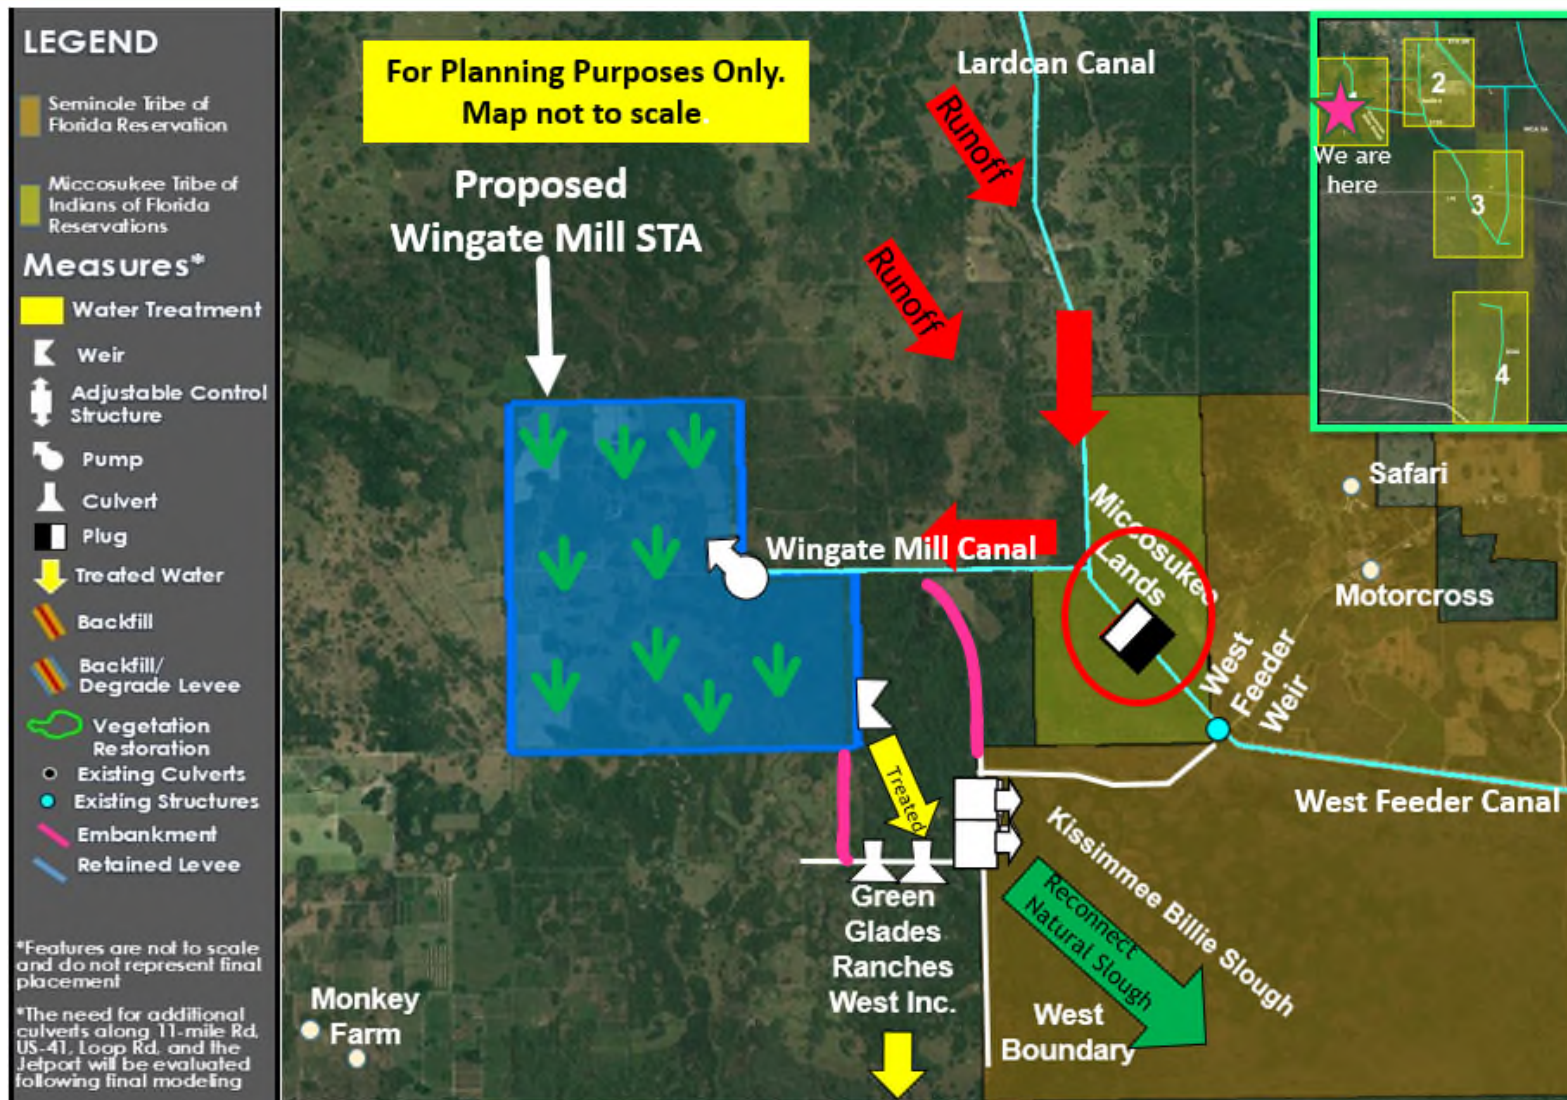 LEGEND
Seminole Tribe of
Florida Reservation
Miccosukee Tribe of
Indians of Florida
Reservations
Measures*
Water Treatment
Weir
Adjustable Control
Structure
Pump
Culvert
Plug
Treated Water
Backfill
Backfill/
Degrade Levee
Vegetation
Restoration
Existing Culverts
Existing Structures
Embankment
Retained Levee
*Features are not to scale
and do not represent final
placement
*The need for additional
culverts along 11-mile Rd,
US-41, Loop Rd, and the
Jetport will be evaluated
following final modeling
For Planning Purposes Only.
Map not to scale.
Proposed
Wingate Mill STA
Lardcan Canal
Runoff
Runoff
Wingate Mill Canal
Miccosukee
Lands
West
Feeder
Weir
Safari
Motorcross
West Feeder Canal
Treated
Green
Glades
Ranches
West Inc.
Kissimmee Billie Slough
Reconnect
Natural Slough
West
Boundary
Monkey
Farm
2
We are
here
3
4